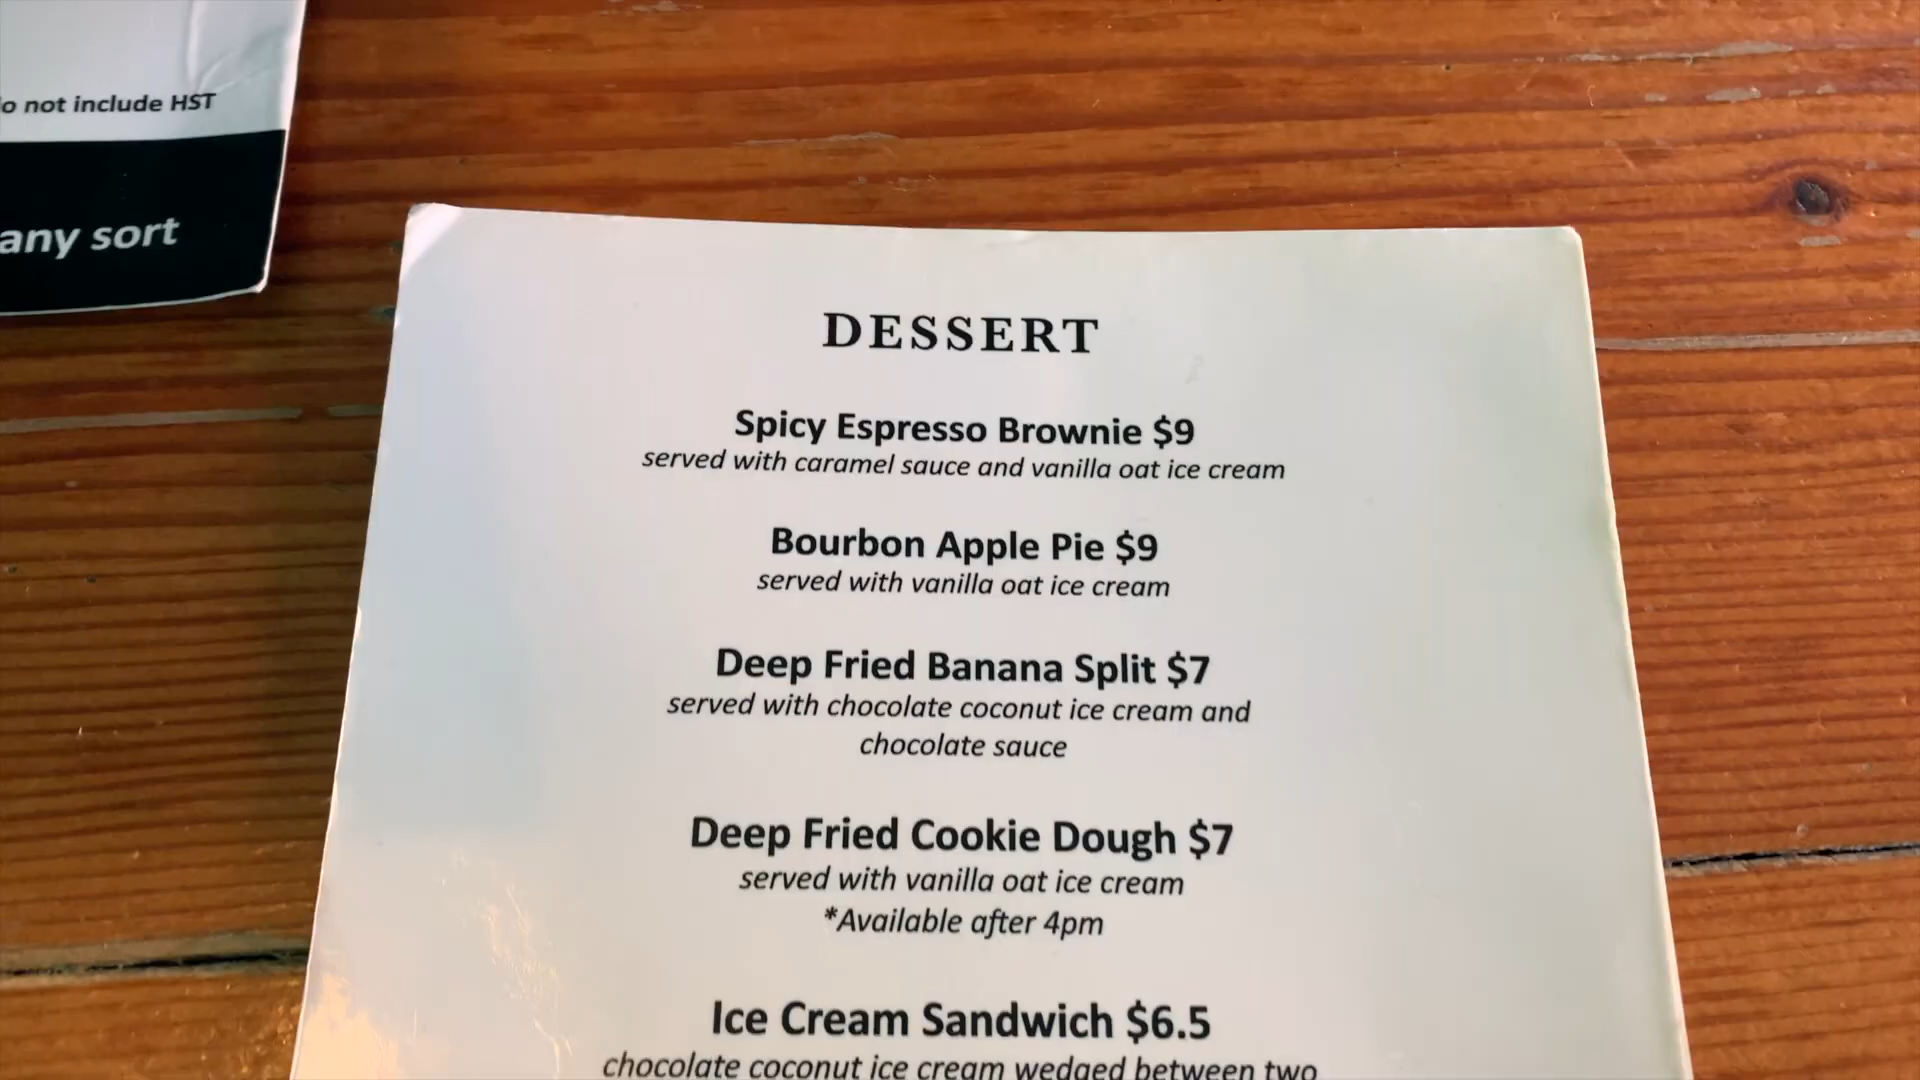 not include HST
any sort
DESSERT
Spicy Espresso Brownie $9
served with caramel sauce and vanilla oat ice cream
Bourbon Apple Pie $9
served with vanilla oat ice cream
Deep Fried Banana Split $7
served with chocolate coconut ice cream and
chocolate sauce
Deep Fried Cookie Dough $7
served with vanilla oat ice cream
*Available after 4pm
Ice Cream Sandwich $6.5
chocolate coconut ice cream wedged between two